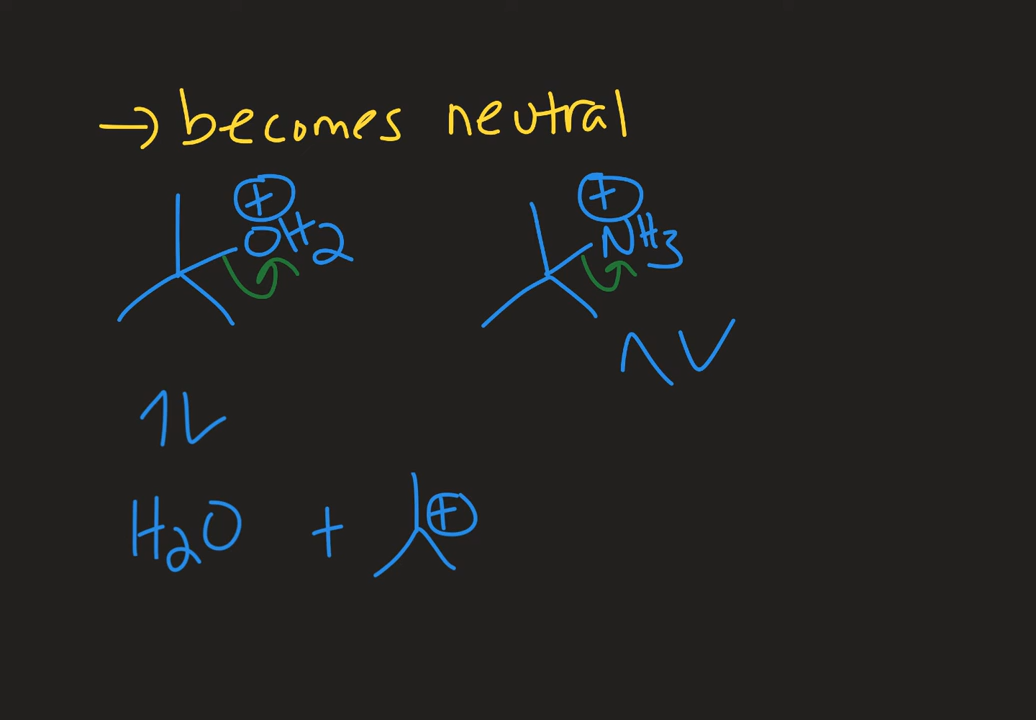 → becomes neutral
⊕ ⊕
OH2 NH3
H2O + ⊕